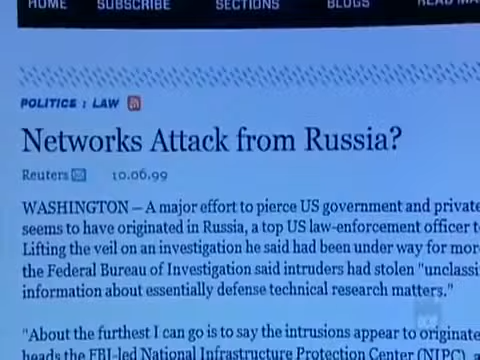 HOME SUBSCRIBE SECTIONS BLOGS READ MA
POLITICS : LAW
Networks Attack from Russia?
Reuters 10.06.99
WASHINGTON – A major effort to pierce US government and private
seems to have originated in Russia, a top US law-enforcement officer t
Lifting the veil on an investigation he said had been under way for mor
the Federal Bureau of Investigation said intruders had stolen "unclassi
information about essentially defense technical research matters."
"About the furthest I can go is to say the intrusions appear to originate
heads the FBI-led National Infrastructure Protection Center (NIPC),